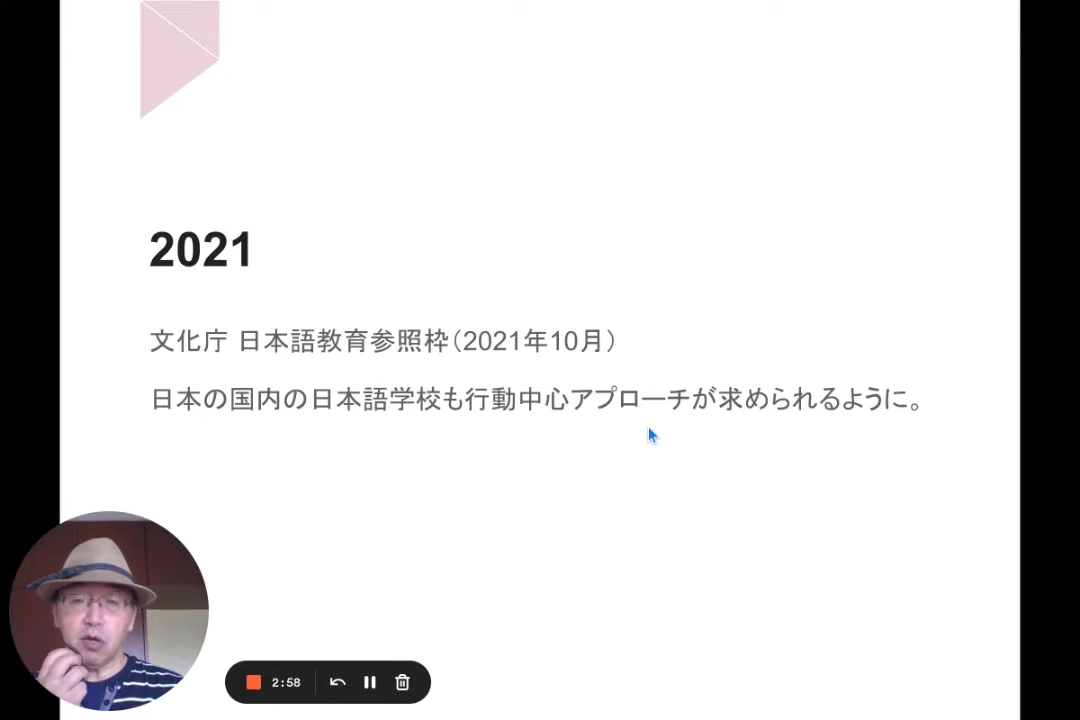 2021
文化庁 日本語教育参照枠（2021年10月）
日本の国内の日本語学校も行動中心アプローチが求められるように。
2:58